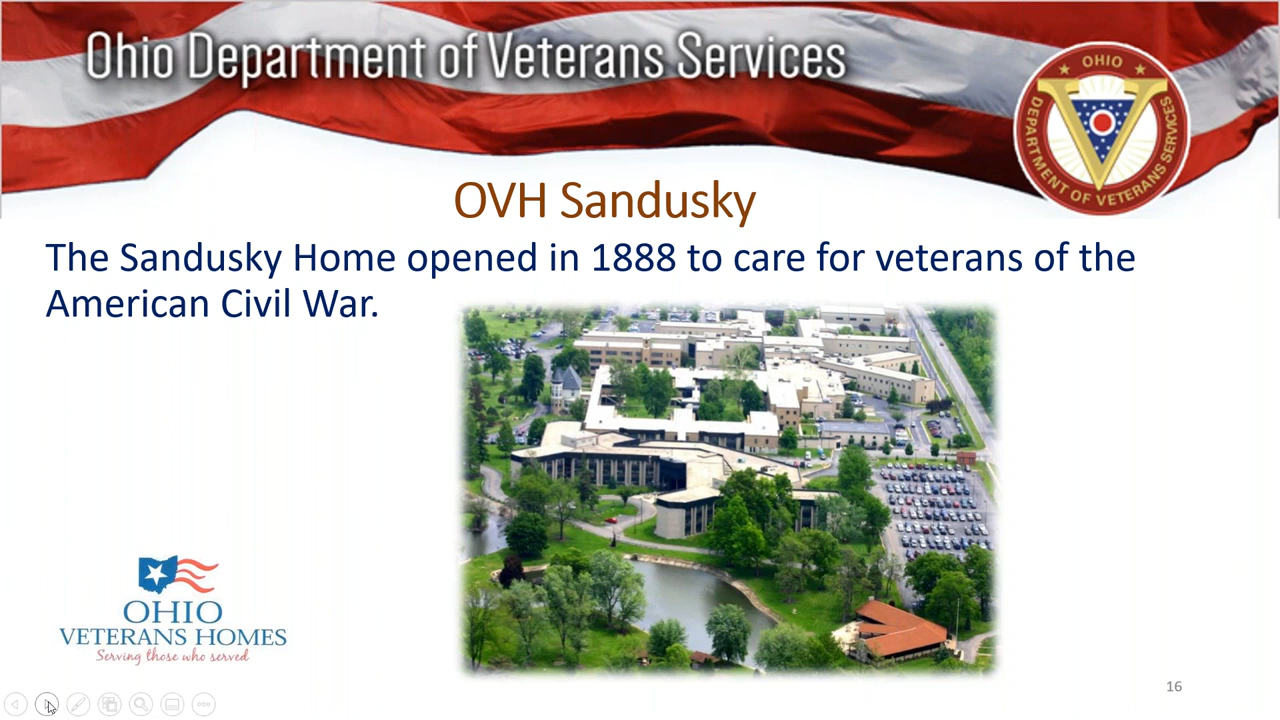 Ohio Department of Veterans Services
OHIO
DEPARTMENT OF VETERANS SERVICES
OVH Sandusky
The Sandusky Home opened in 1888 to care for veterans of the
American Civil War.
OHIO
VETERANS HOMES
Serving those who served
16